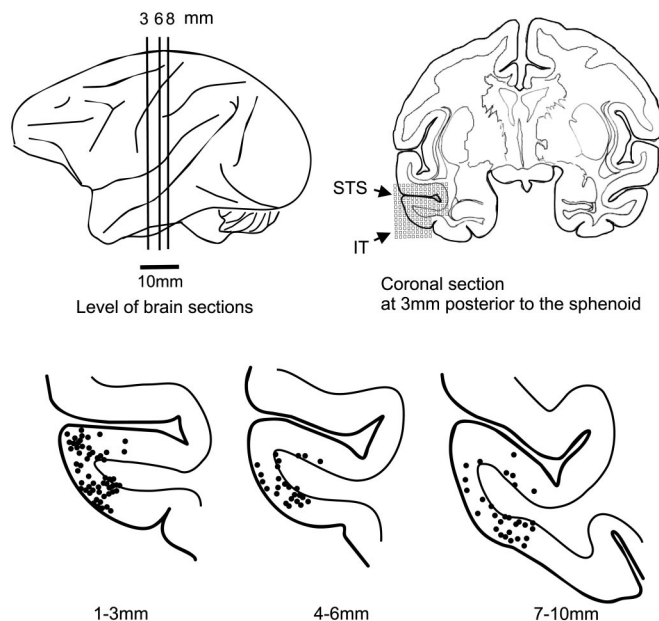 3 6 8 mm
STS
IT
10mm
Level of brain sections
Coronal section
at 3mm posterior to the sphenoid
1-3mm
4-6mm
7-10mm